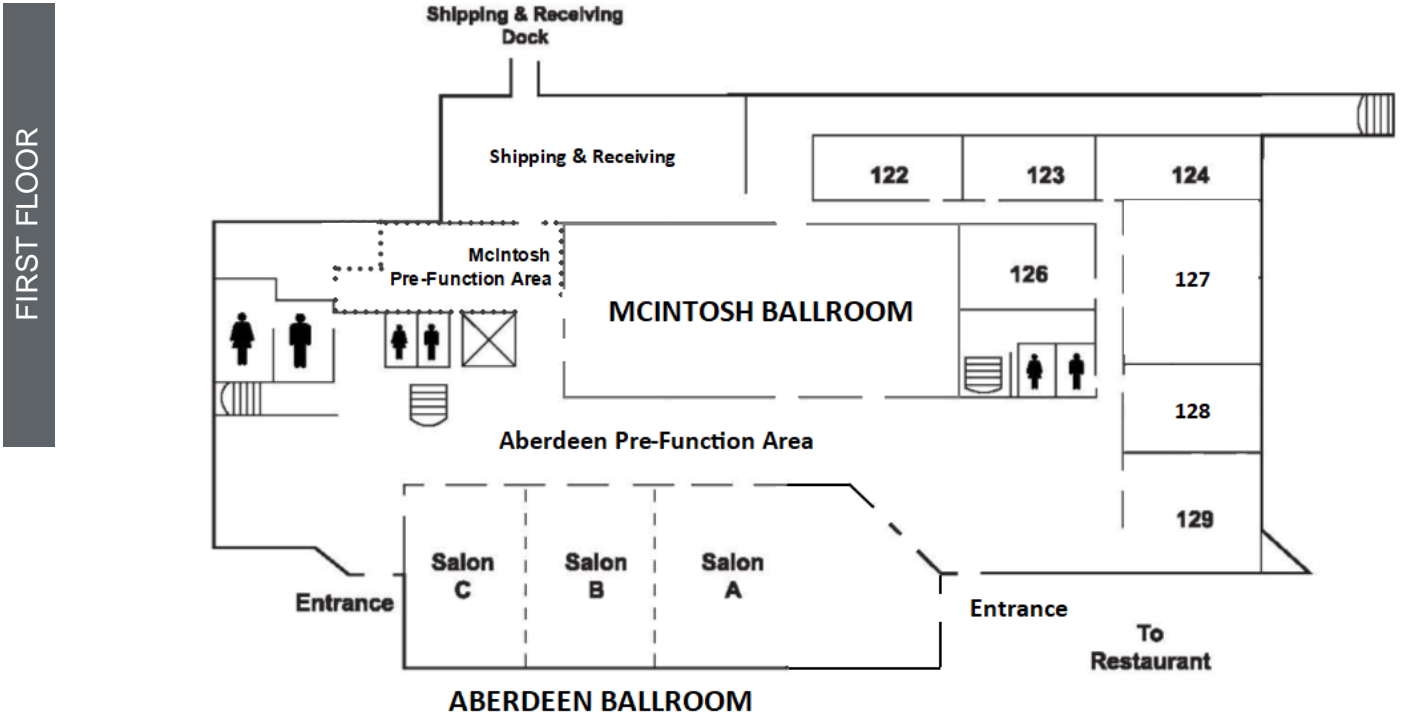 FIRST FLOOR
Shipping & Receiving
Dock
Shipping & Receiving
122
123
124
McIntosh
Pre-Function Area
126
127
MCINTOSH BALLROOM
128
Aberdeen Pre-Function Area
129
Salon
C
Salon
B
Salon
A
Entrance
Entrance
To
Restaurant
ABERDEEN BALLROOM